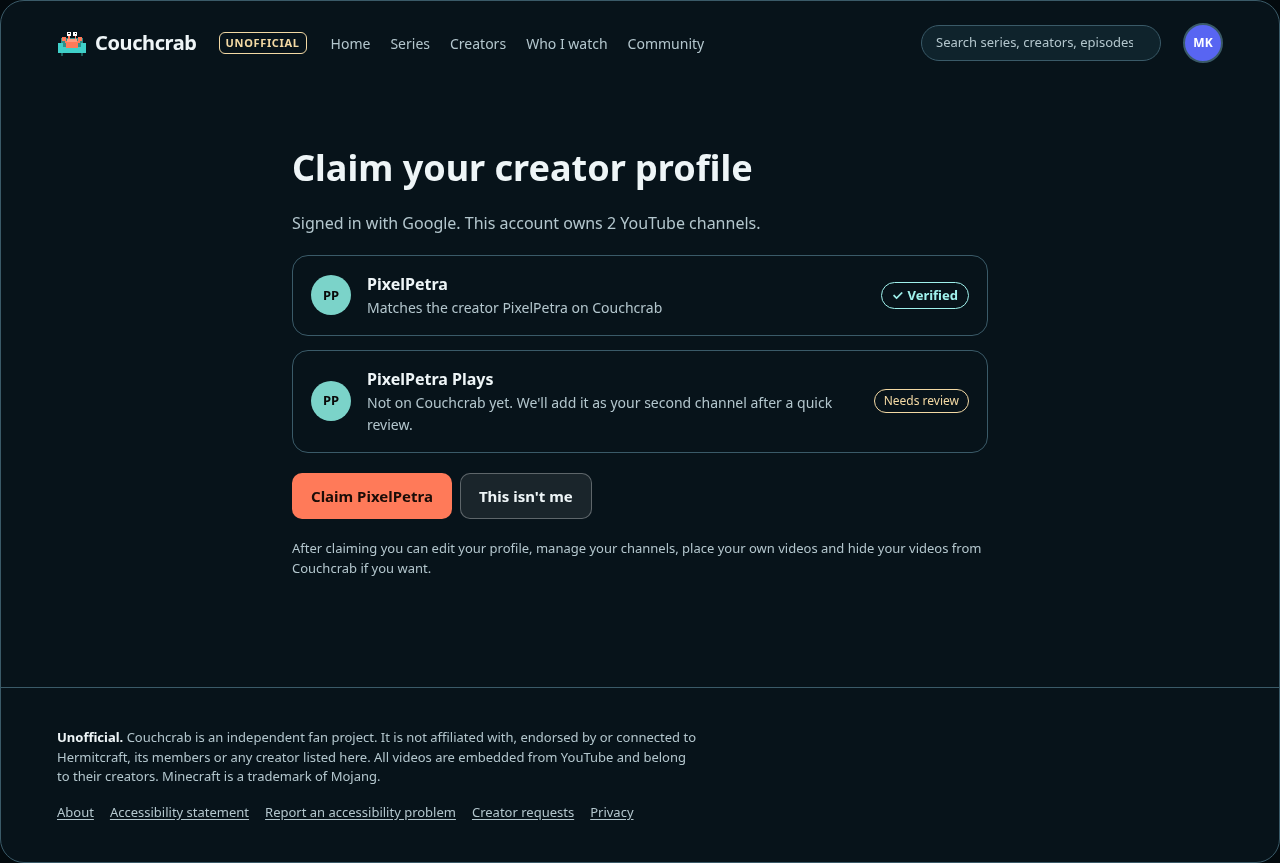 Couchcrab
UNOFFICIAL
Home
Series
Creators
Who I watch
Community
Search series, creators, episodes
MK
Claim your creator profile
Signed in with Google. This account owns 2 YouTube channels.
PP
PixelPetra
Matches the creator PixelPetra on Couchcrab
✓ Verified
PP
PixelPetra Plays
Not on Couchcrab yet. We'll add it as your second channel after a quick
review.
Needs review
Claim PixelPetra
This isn't me
After claiming you can edit your profile, manage your channels, place your own videos and hide your videos from
Couchcrab if you want.
Unofficial. Couchcrab is an independent fan project. It is not affiliated with, endorsed by or connected to
Hermitcraft, its members or any creator listed here. All videos are embedded from YouTube and belong
to their creators. Minecraft is a trademark of Mojang.
About
Accessibility statement
Report an accessibility problem
Creator requests
Privacy